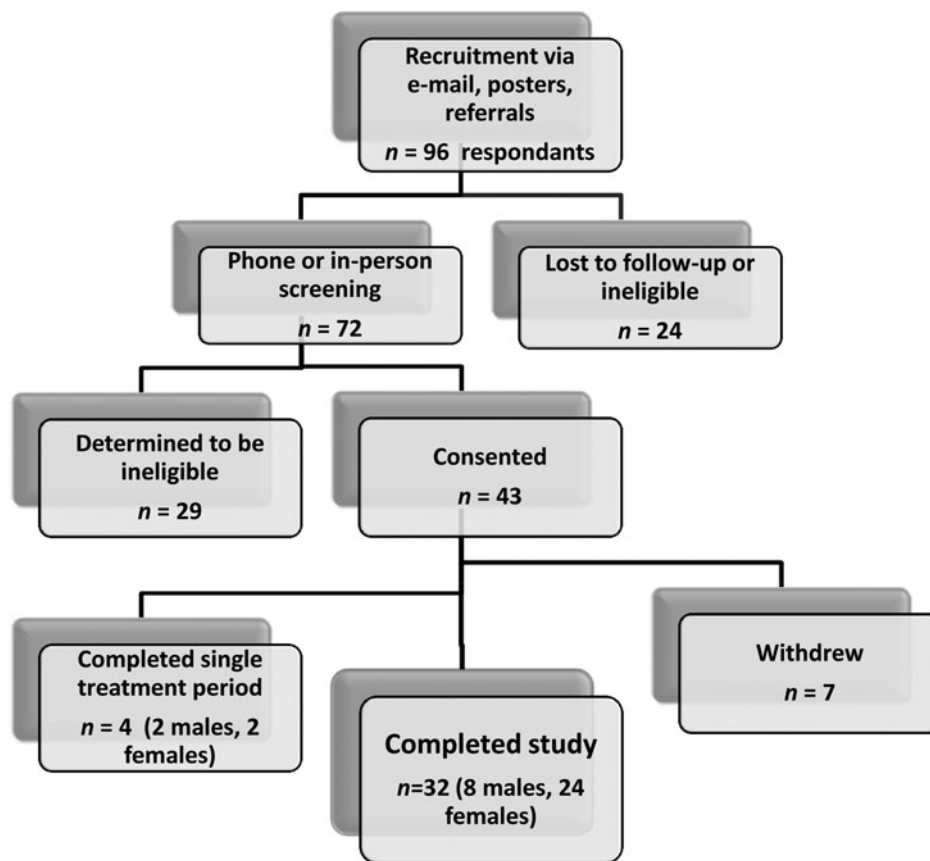 Recruitment via
e-mail, posters,
referrals
n = 96 respondants
Phone or in-person
screening
n = 72
Lost to follow-up or
ineligible
n = 24
Determined to be
ineligible
n = 29
Consented
n = 43
Completed single
treatment period
n = 4 (2 males, 2
females)
Completed study
n=32 (8 males, 24
females)
Withdrew
n = 7